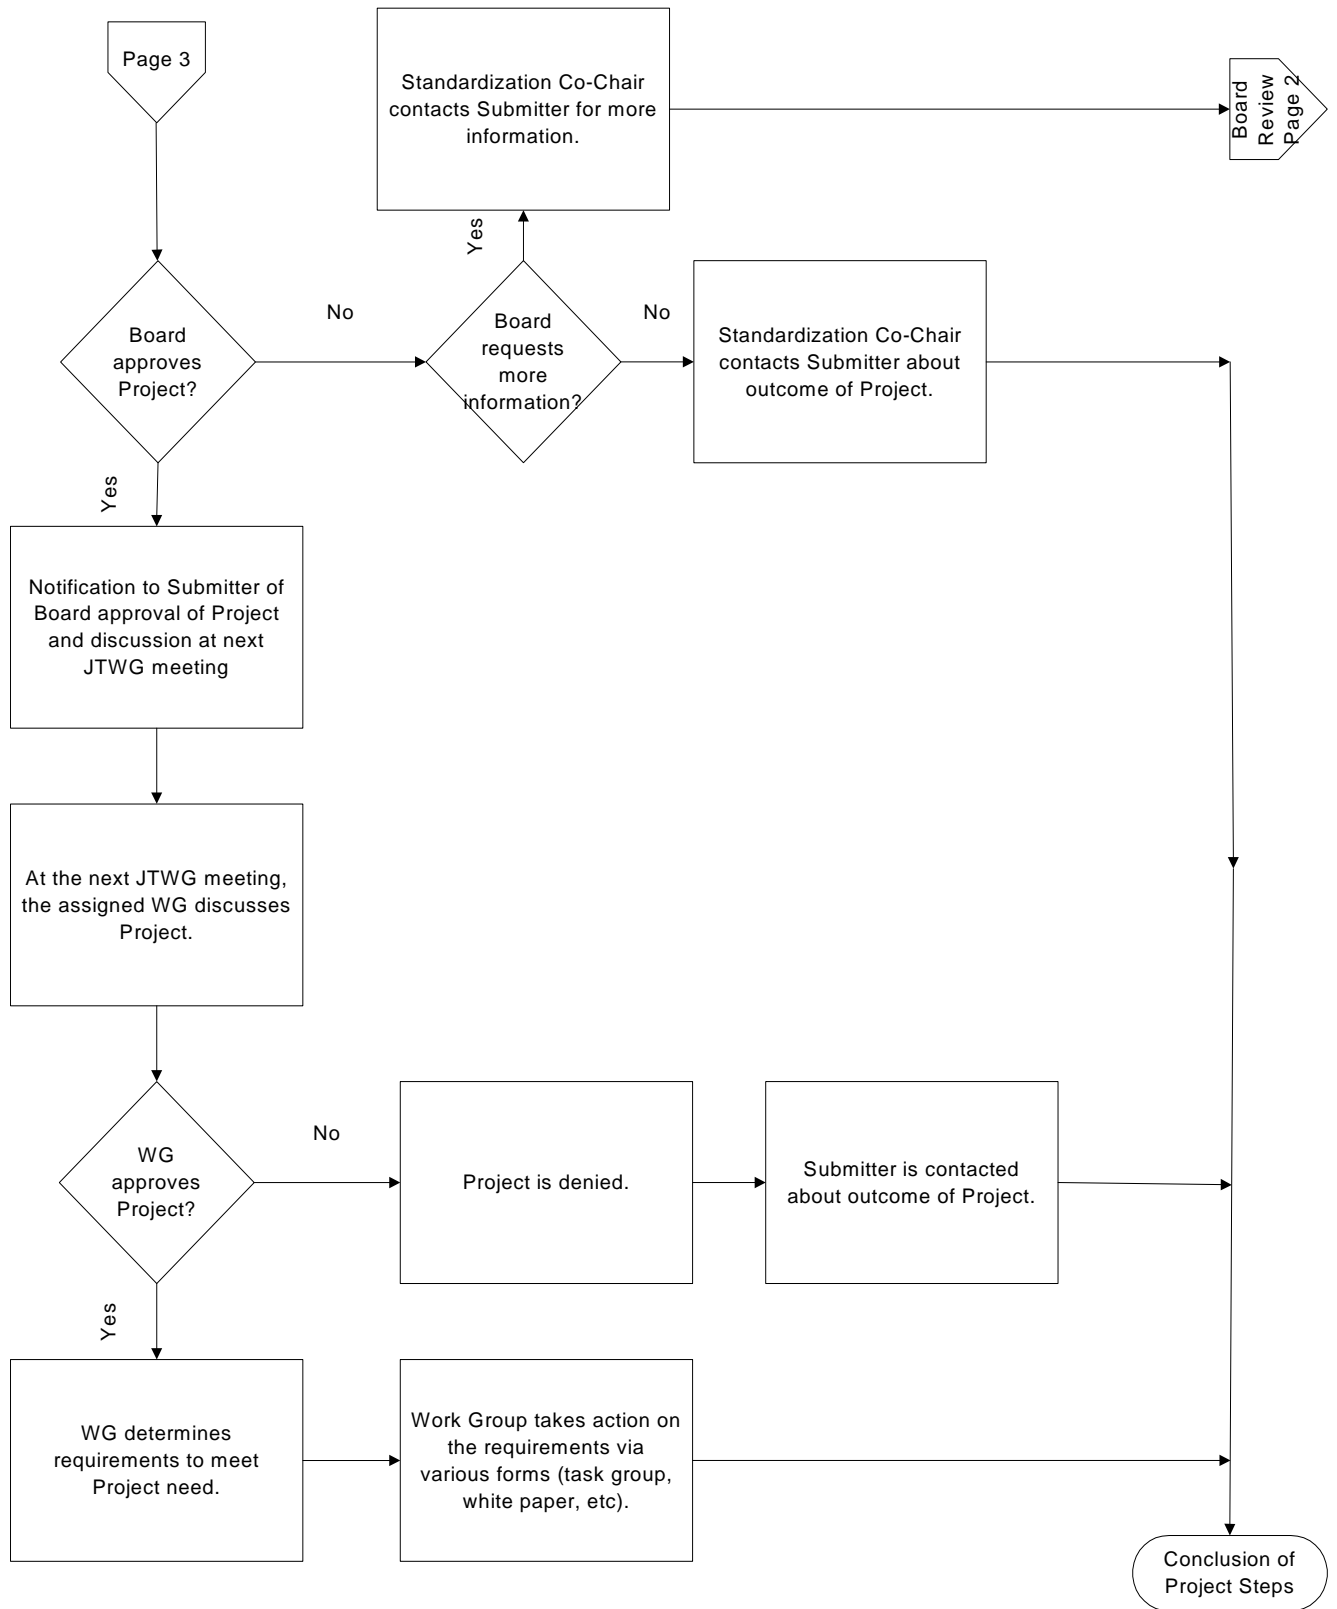 Page 3
Standardization Co-Chair
contacts Submitter for more
information.
Board
Review
Page 2
Yes
Board
approves
Project?
No
Board
requests
more
information?
No
Standardization Co-Chair
contacts Submitter about
outcome of Project.
Yes
Notification to Submitter of
Board approval of Project
and discussion at next
JTWG meeting
At the next JTWG meeting,
the assigned WG discusses
Project.
WG
approves
Project?
No
Project is denied.
Submitter is contacted
about outcome of Project.
Yes
WG determines
requirements to meet
Project need.
Work Group takes action on
the requirements via
various forms (task group,
white paper, etc).
Conclusion of
Project Steps